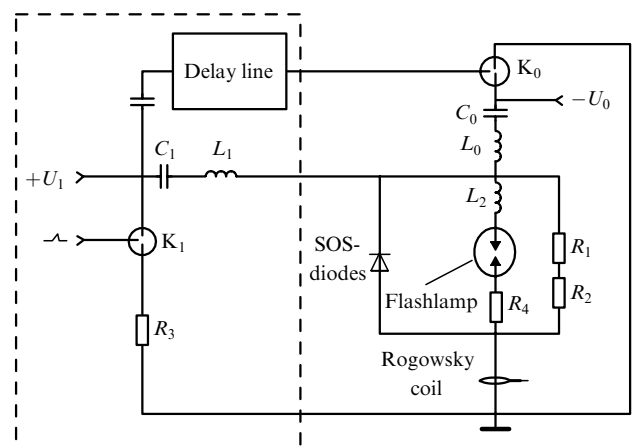 Delay line
K₀
−U₀
C₀
L₀
C₁
L₁
+U₁
L₂
K₁
SOS-
diodes
R₁
Flashlamp
R₂
R₄
R₃
Rogowsky
coil